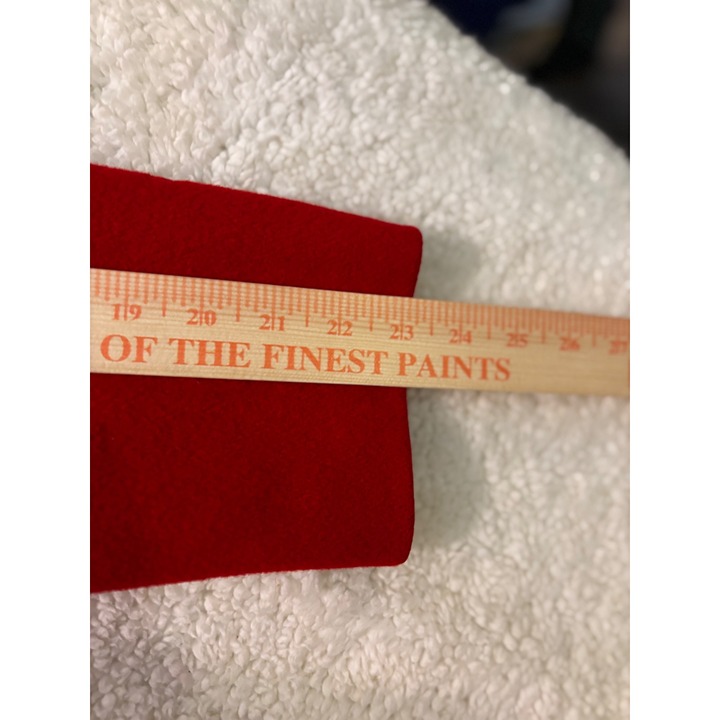 19 20 21 22 23 24 25 26 27
OF THE FINEST PAINTS